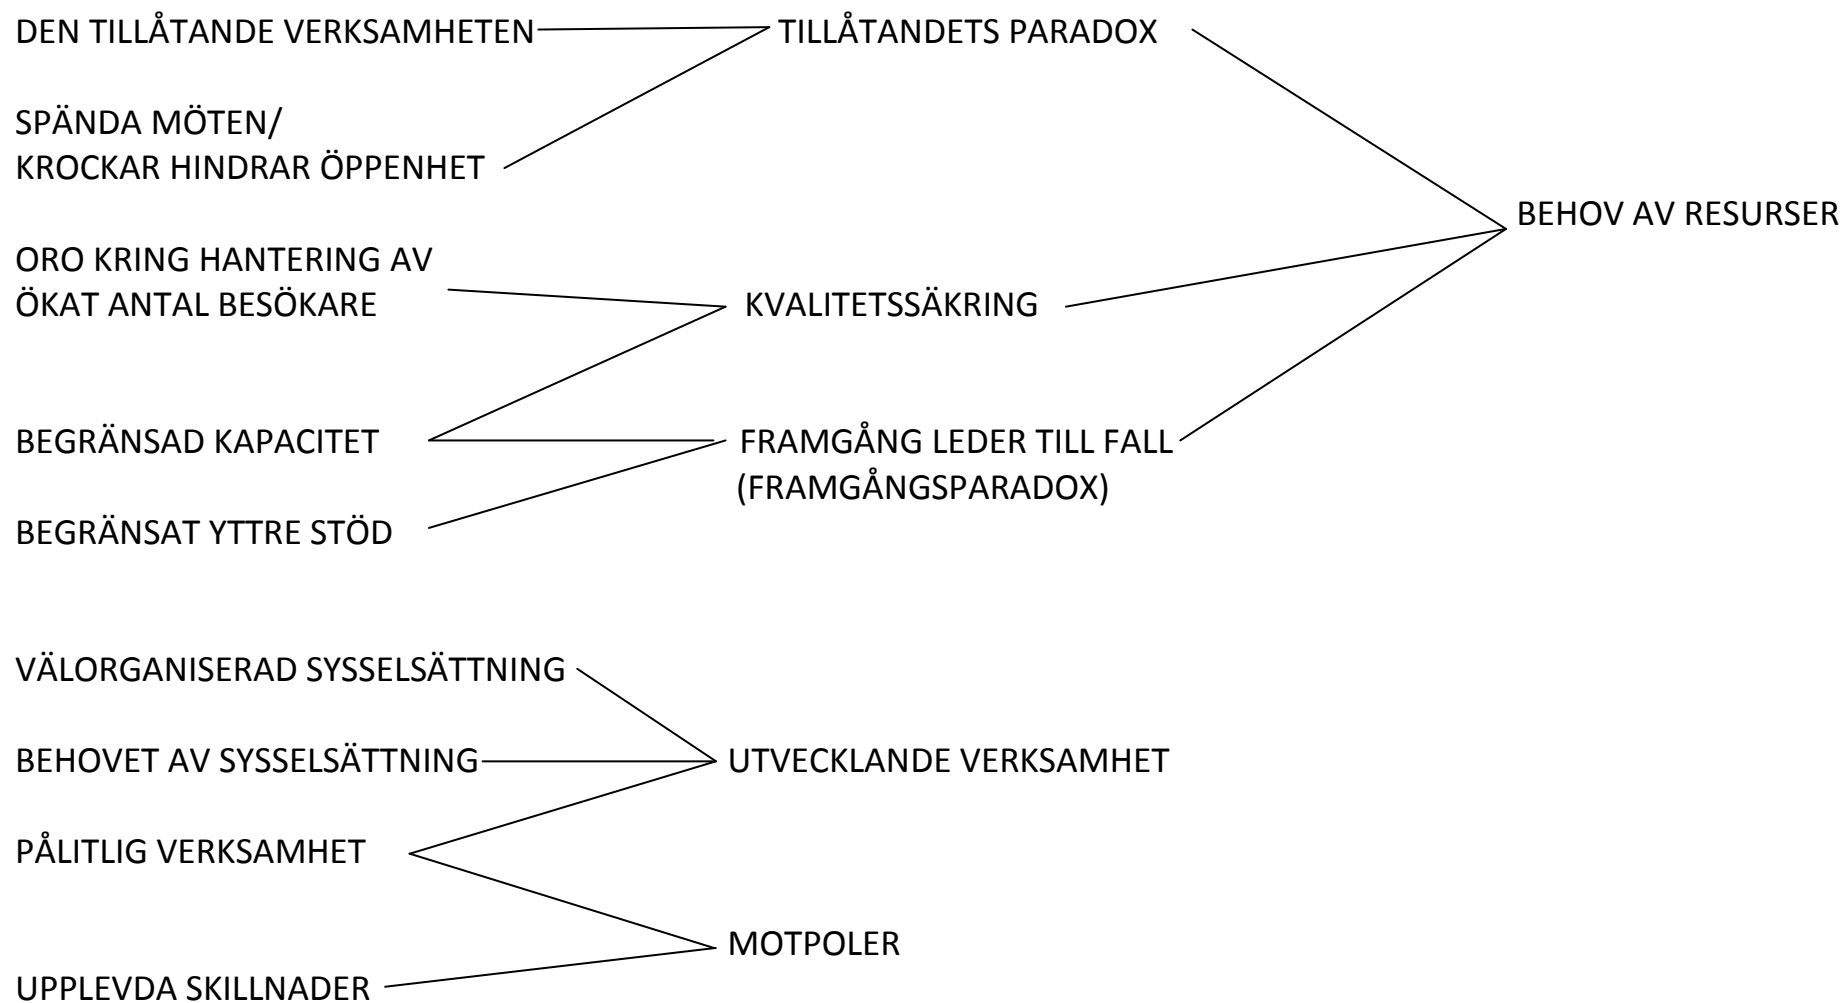 DEN TILLÅTANDE VERKSAMHETEN
TILLÅTANDETS PARADOX
SPÄNDA MÖTEN/
KROCKAR HINDRAR ÖPPENHET
BEHOV AV RESURSER
ORO KRING HANTERING AV
ÖKAT ANTAL BESÖKARE
KVALITETSSÄKRING
BEGRÄNSAD KAPACITET
FRAMGÅNG LEDER TILL FALL
(FRAMGÅNGSPARADOX)
BEGRÄNSAT YTTRE STÖD
VÄLORGANISERAD SYSSELSÄTTNING
BEHOVET AV SYSSELSÄTTNING
UTVECKLANDE VERKSAMHET
PÅLITLIG VERKSAMHET
MOTPOLER
UPPLEVDA SKILLNADER